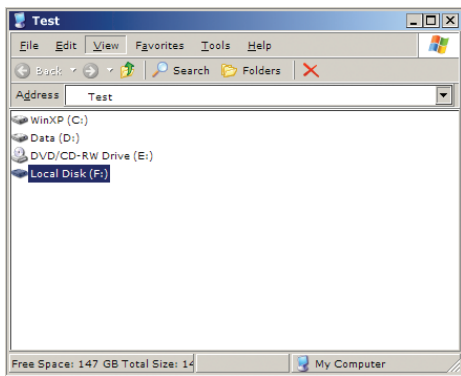 Test
File Edit View Favorites Tools Help
Back Search Folders
Address Test
WinXP (C:)
Data (D:)
DVD/CD-RW Drive (E:)
Local Disk (F:)
Free Space: 147 GB Total Size: 14 My Computer